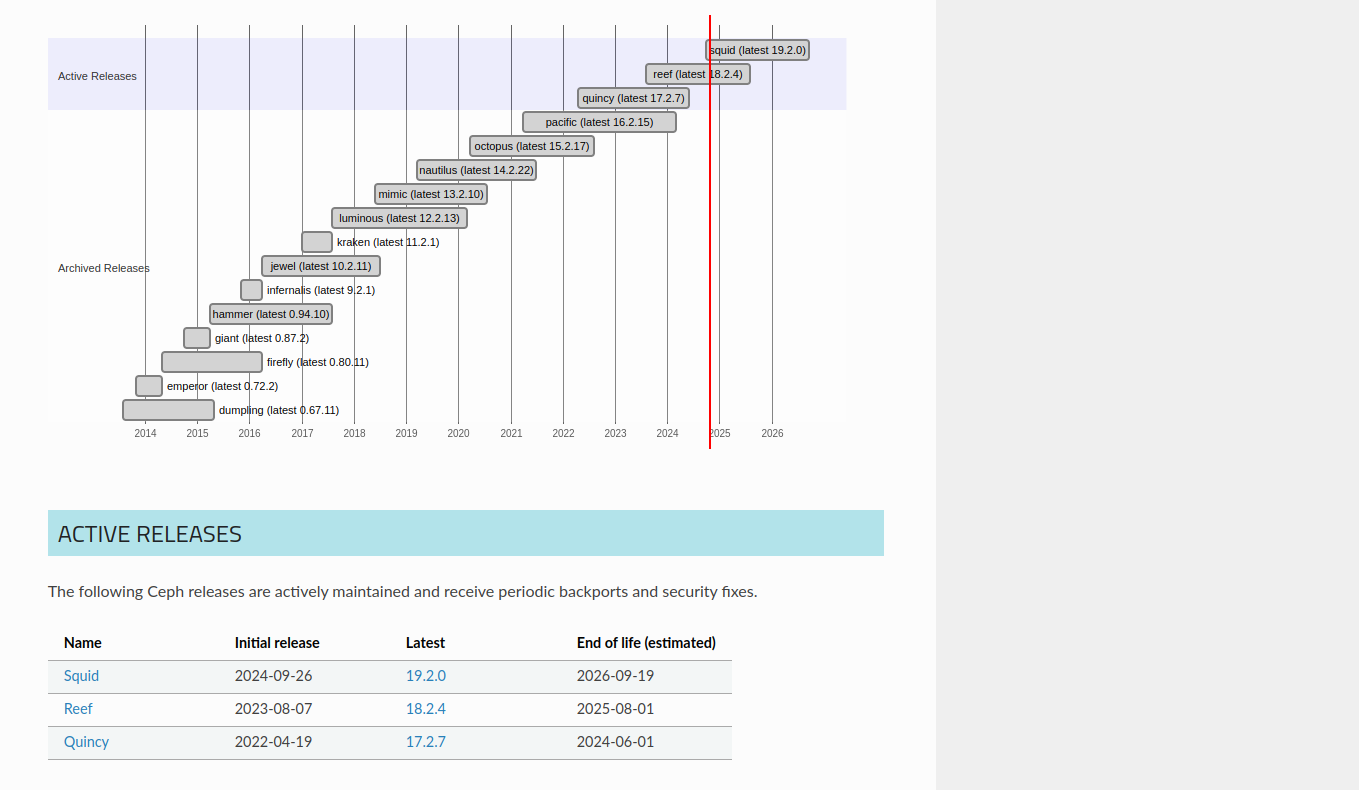 squid (latest 19.2.0)
Active Releases
reef (latest 18.2.4)
quincy (latest 17.2.7)
pacific (latest 16.2.15)
octopus (latest 15.2.17)
nautilus (latest 14.2.22)
mimic (latest 13.2.10)
luminous (latest 12.2.13)
kraken (latest 11.2.1)
Archived Releases
jewel (latest 10.2.11)
infernalis (latest 9.2.1)
hammer (latest 0.94.10)
giant (latest 0.87.2)
firefly (latest 0.80.11)
emperor (latest 0.72.2)
dumpling (latest 0.67.11)
2014 2015 2016 2017 2018 2019 2020 2021 2022 2023 2024 2025 2026
ACTIVE RELEASES
The following Ceph releases are actively maintained and receive periodic backports and security fixes.
Name Initial release Latest End of life (estimated)
Squid 2024-09-26 19.2.0 2026-09-19
Reef 2023-08-07 18.2.4 2025-08-01
Quincy 2022-04-19 17.2.7 2024-06-01